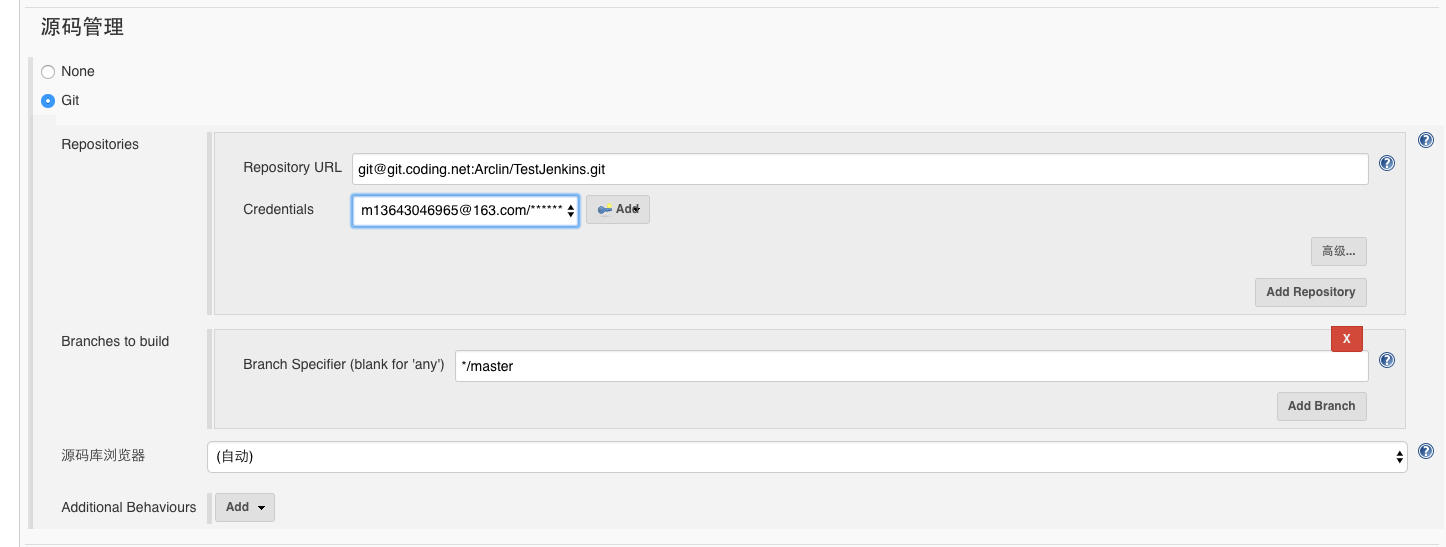 源码管理
None
Git
Repositories
Repository URL git@git.coding.net:Arclin/TestJenkins.git
Credentials m13643046965@163.com/****** Add
高级...
Add Repository
Branches to build
X
Branch Specifier (blank for 'any') */master
Add Branch
源码库浏览器 (自动)
Additional Behaviours Add